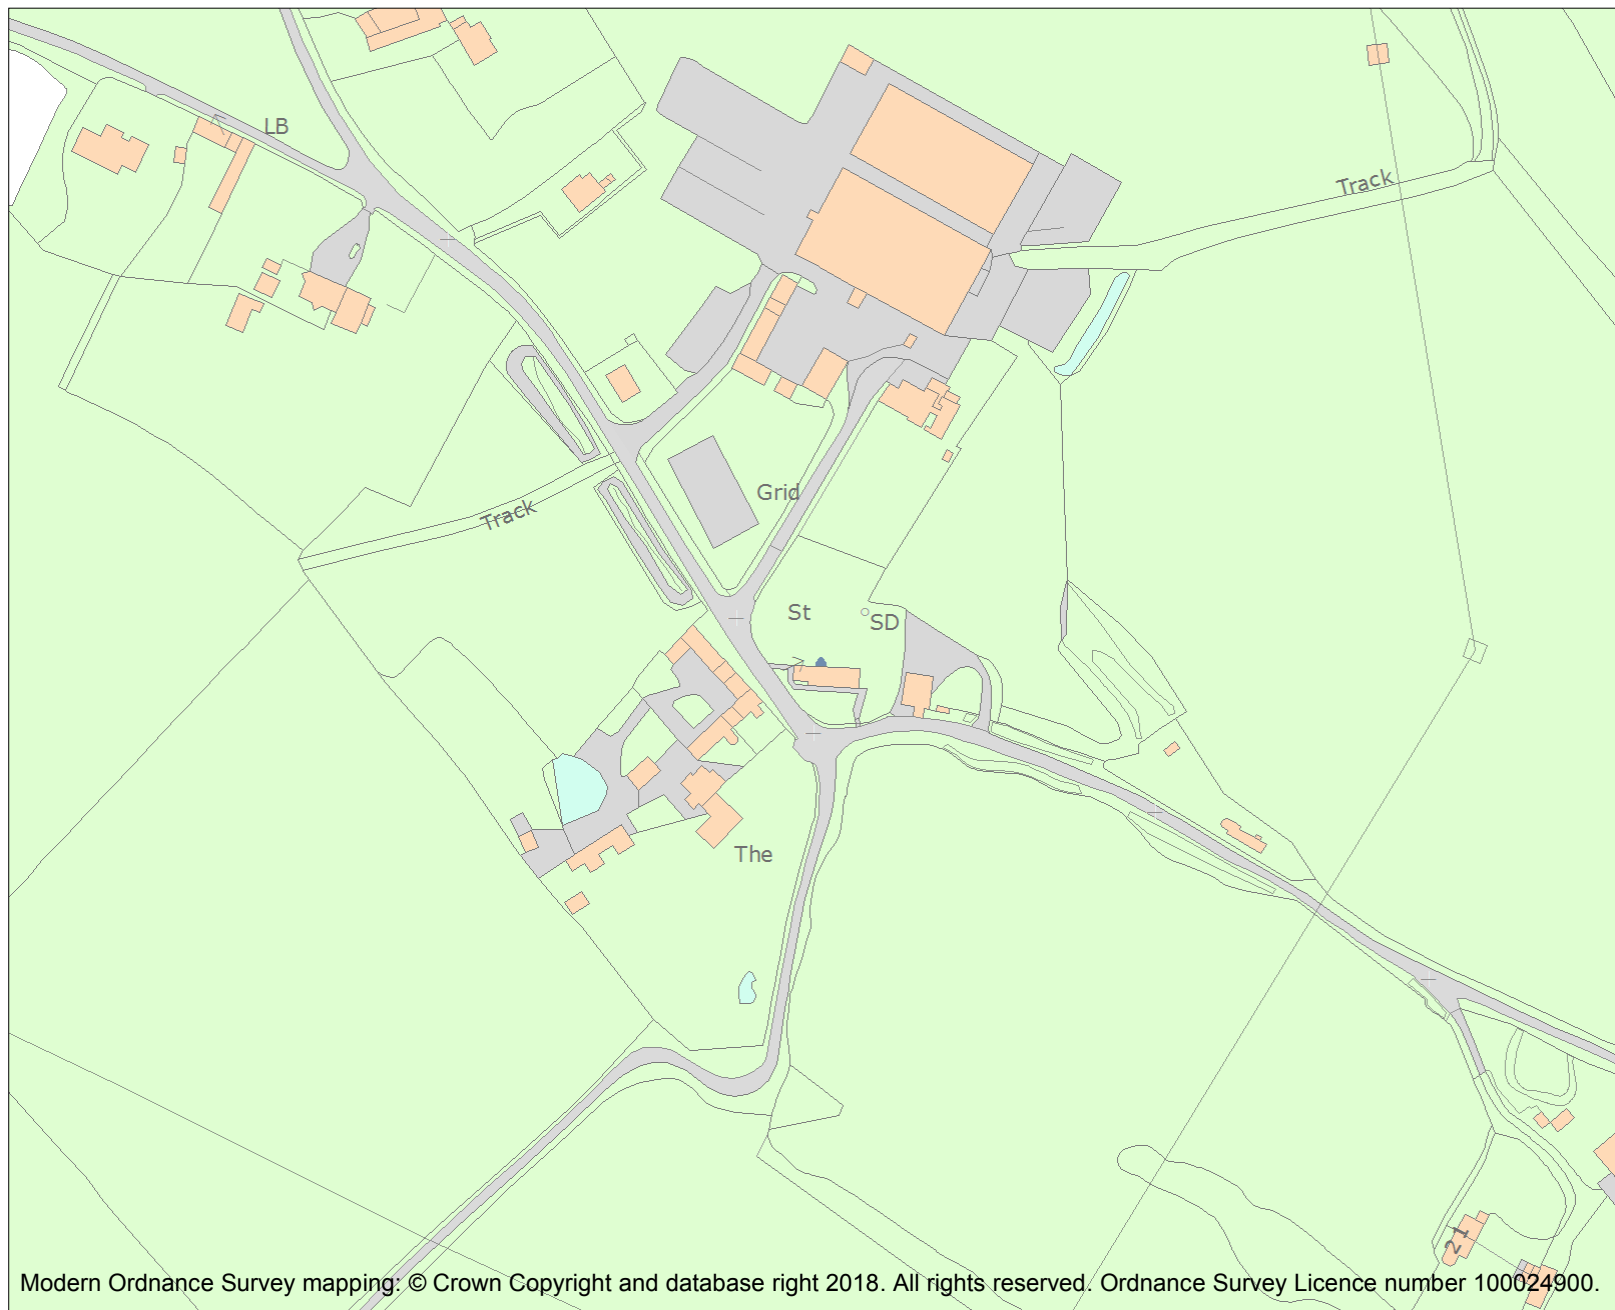 LB
Track
Grid
Track
St
SD
The
21
Modern Ordnance Survey mapping: © Crown Copyright and database right 2018. All rights reserved. Ordnance Survey Licence number 100024900.